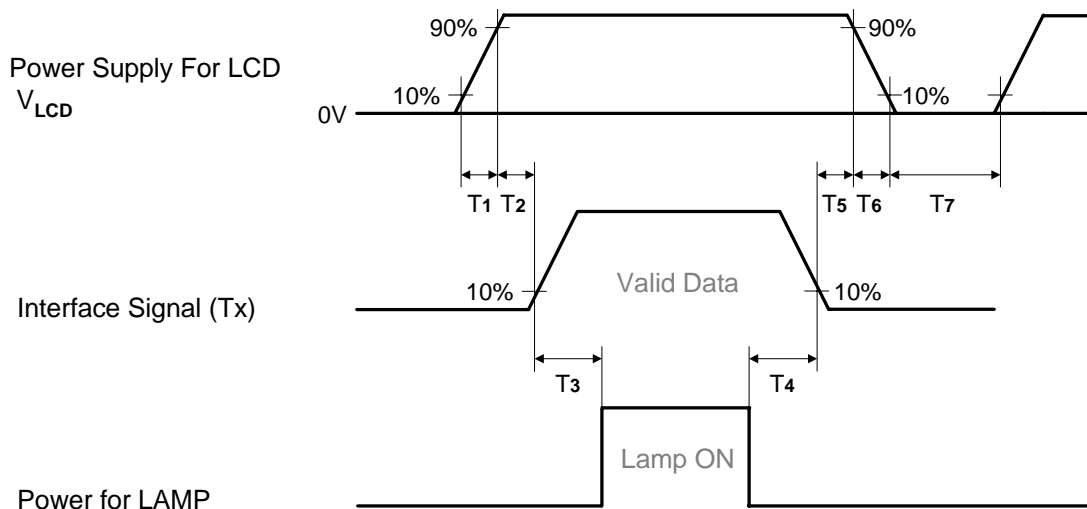 90%
90%
Power Supply For LCD
VLCD
10%
10%
0V
T1 T2
T5 T6 T7
Valid Data
10%
10%
Interface Signal (Tx)
T3
T4
Lamp ON
Power for LAMP